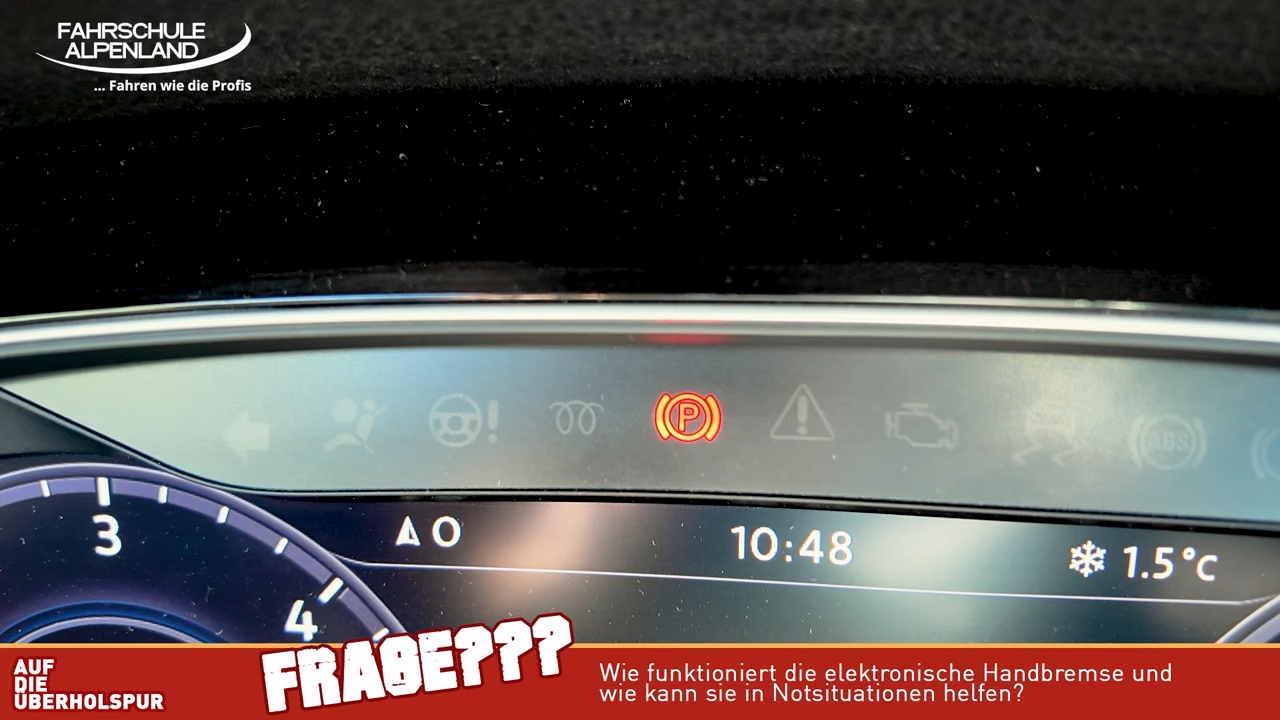 FAHRSCHULE
ALPENLAND
... Fahren wie die Profis
P
ABS
3
O
10:48
1.5°C
4
AUF
DIE
ÜBERHOLSPUR
FRAGE???
Wie funktioniert die elektronische Handbremse und
wie kann sie in Notsituationen helfen?